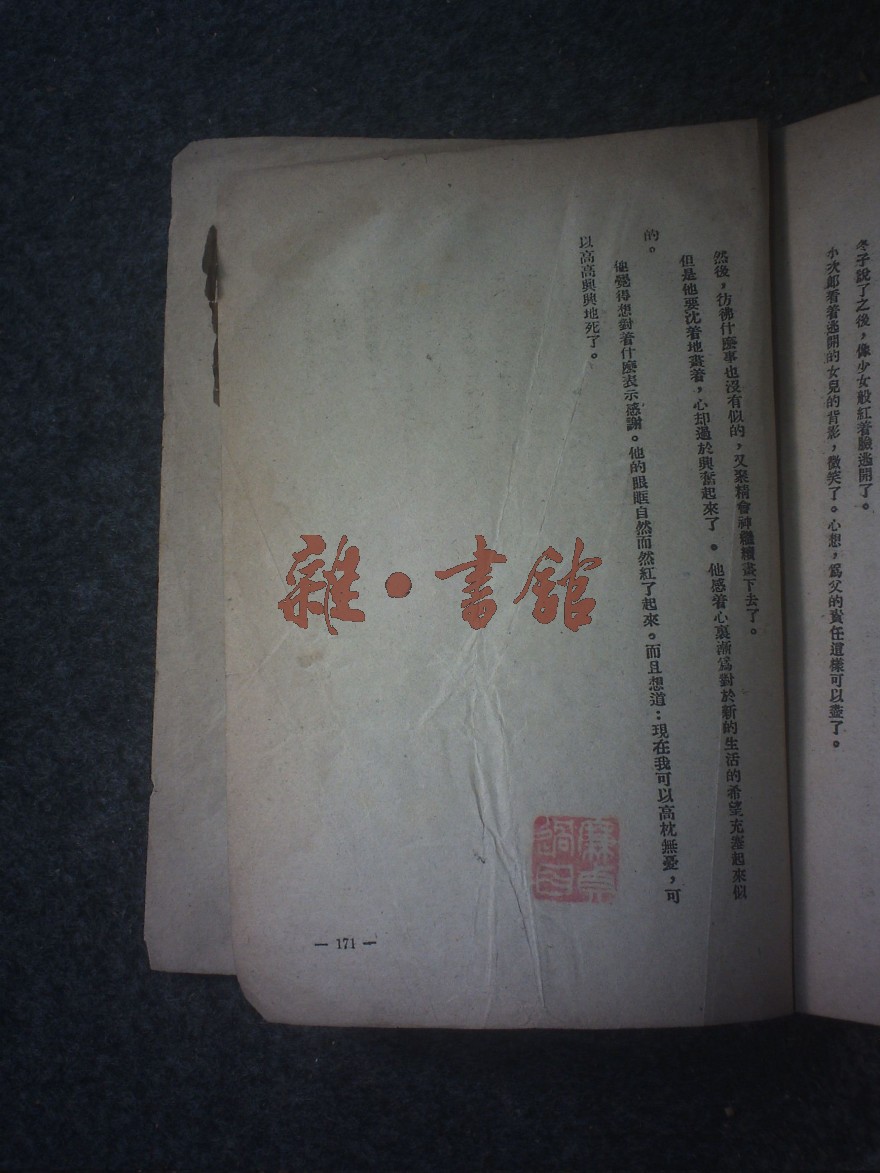 冬子說了之後，像少女般紅着臉逃開了。
小次郎看着逃開的女兒的背影，微笑了。心想，爲父的責任這樣可以盡了。
然後，彷彿什麼事也沒有似的，又聚精會神繼續畫下去了。
但是他要沈着地畫着，心却過於興奮起來了。他感着心裏漸爲對於新的生活的希望充塞起來似
的。
他覺得想對着什麼表示感謝。他的眼眶自然而然紅了起來。而且想道：現在我可以高枕無憂，可
以高高興興地死了。
雜·書館
— 171 —